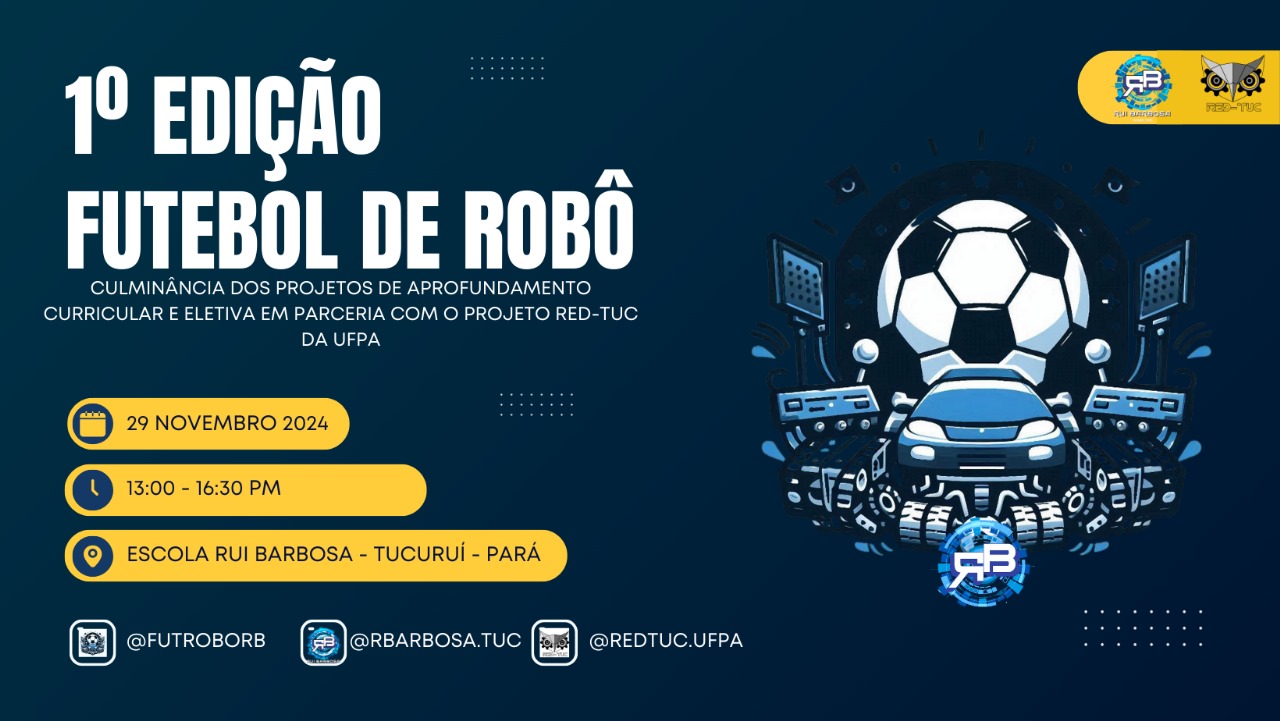 1º EDIÇÃO
FUTEBOL DE ROBÔ
CULMINÂNCIA DOS PROJETOS DE APROFUNDAMENTO
CURRICULAR E ELETIVA EM PARCERIA COM O PROJETO RED-TUC
DA UFPA
29 NOVEMBRO 2024
13:00 - 16:30 PM
ESCOLA RUI BARBOSA - TUCURUÍ - PARÁ
@FUTROBORB
@RBARBOSA.TUC
@REDTUC.UFPA
RB
RUI BARBOSA
RED-TUC
RB